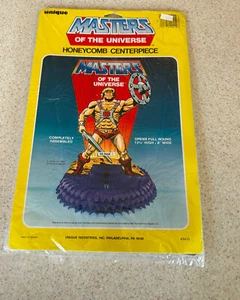 unique
MASTERS
OF THE UNIVERSE
HONEYCOMB CENTERPIECE
MASTERS
OF THE
UNIVERSE
COMPLETELY
ASSEMBLED
OPENS FULL ROUND
UNIQUE INDUSTRIES, INC. PHILADELPHIA, PA